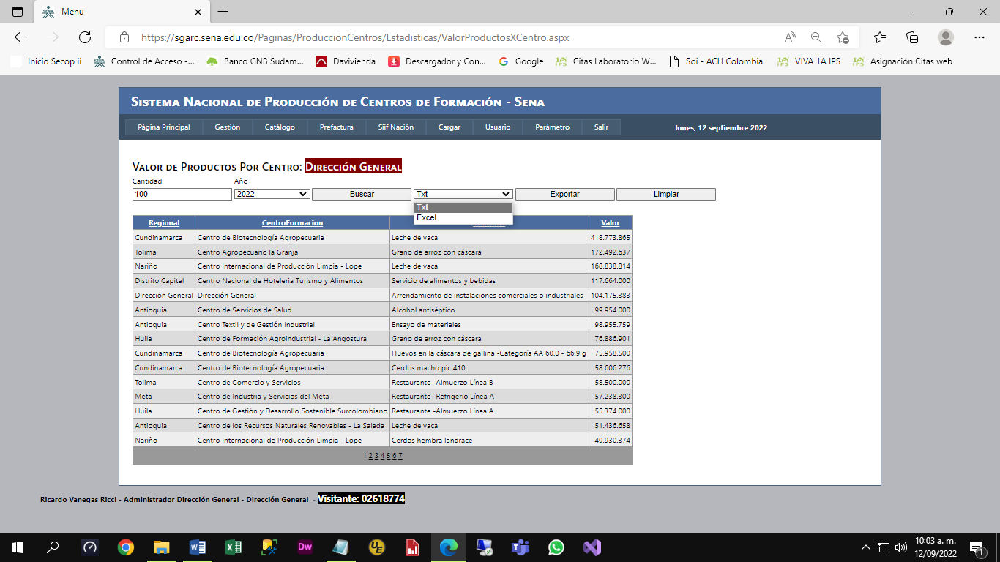 Menu
https://sgarc.sena.edu.co/Paginas/ProduccionCentros/Estadisticas/ValorProductosXCentro.aspx
Inicio Secop ii Control de Acceso -... Banco GNB Sudam... Davivienda Descargador y Con... Google Citas Laboratorio W... Soi - ACH Colombia VIVA 1A IPS Asignación Citas web
Sistema Nacional de Producción de Centros de Formación - Sena
Página Principal Gestión Catálogo Prefactura Siif Nación Cargar Usuario Parámetro Salir lunes, 12 septiembre 2022
Valor de Productos Por Centro: Dirección General
Cantidad Año
100 2022 Buscar Txt Exportar Limpiar
Txt
Excel
Regional CentroFormacion Valor
Cundinamarca Centro de Biotecnología Agropecuaria Leche de vaca 418.773.865
Tolima Centro Agropecuario la Granja Grano de arroz con cáscara 172.492.637
Nariño Centro Internacional de Producción Limpia - Lope Leche de vaca 168.838.814
Distrito Capital Centro Nacional de Hotelería Turismo y Alimentos Servicio de alimentos y bebidas 117.664.000
Dirección General Dirección General Arrendamiento de instalaciones comerciales o industriales 104.175.383
Antioquia Centro de Servicios de Salud Alcohol antiséptico 99.954.000
Antioquia Centro Textil y de Gestión Industrial Ensayo de materiales 98.955.759
Huila Centro de Formación Agroindustrial - La Angostura Grano de arroz con cáscara 76.886.901
Cundinamarca Centro de Biotecnología Agropecuaria Huevos en la cáscara de gallina -Categoría AA 60.0 - 66.9 g 75.958.500
Cundinamarca Centro de Biotecnología Agropecuaria Cerdos macho pic 410 58.606.276
Tolima Centro de Comercio y Servicios Restaurante -Almuerzo Línea B 58.500.000
Meta Centro de Industria y Servicios del Meta Restaurante -Refrigerio Línea A 57.238.300
Huila Centro de Gestión y Desarrollo Sostenible Surcolombiano Restaurante -Almuerzo Línea A 55.374.000
Antioquia Centro de los Recursos Naturales Renovables - La Salada Leche de vaca 51.436.658
Nariño Centro Internacional de Producción Limpia - Lope Cerdos hembra landrace 49.930.374
1 2 3 4 5 6 7
Ricardo Vanegas Ricci - Administrador Dirección General - Dirección General - Visitante: 02618774
Dw
10:03 a. m.
12/09/2022
1